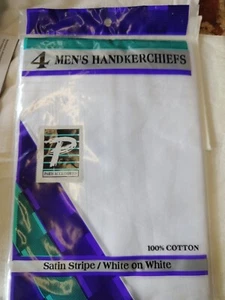 4 MEN'S HANDKERCHIEFS
P
100% COTTON
Satin Stripe / White on White